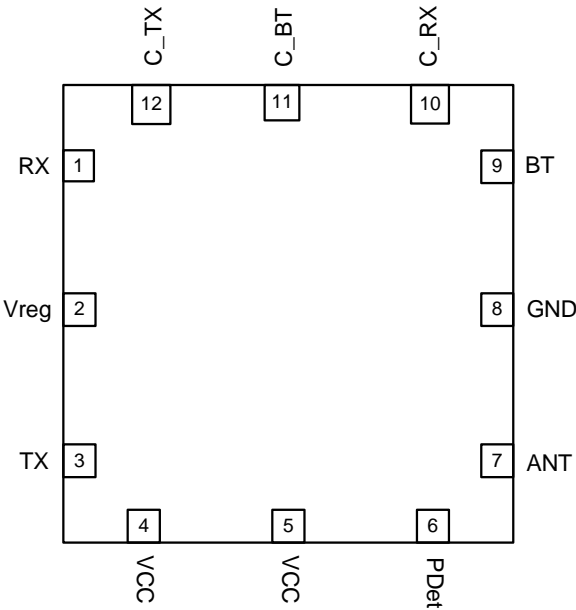 C_TX C_BT C_RX
12 11 10
RX 1 9 BT
Vreg 2 8 GND
TX 3 7 ANT
4 5 6
VCC VCC PDet